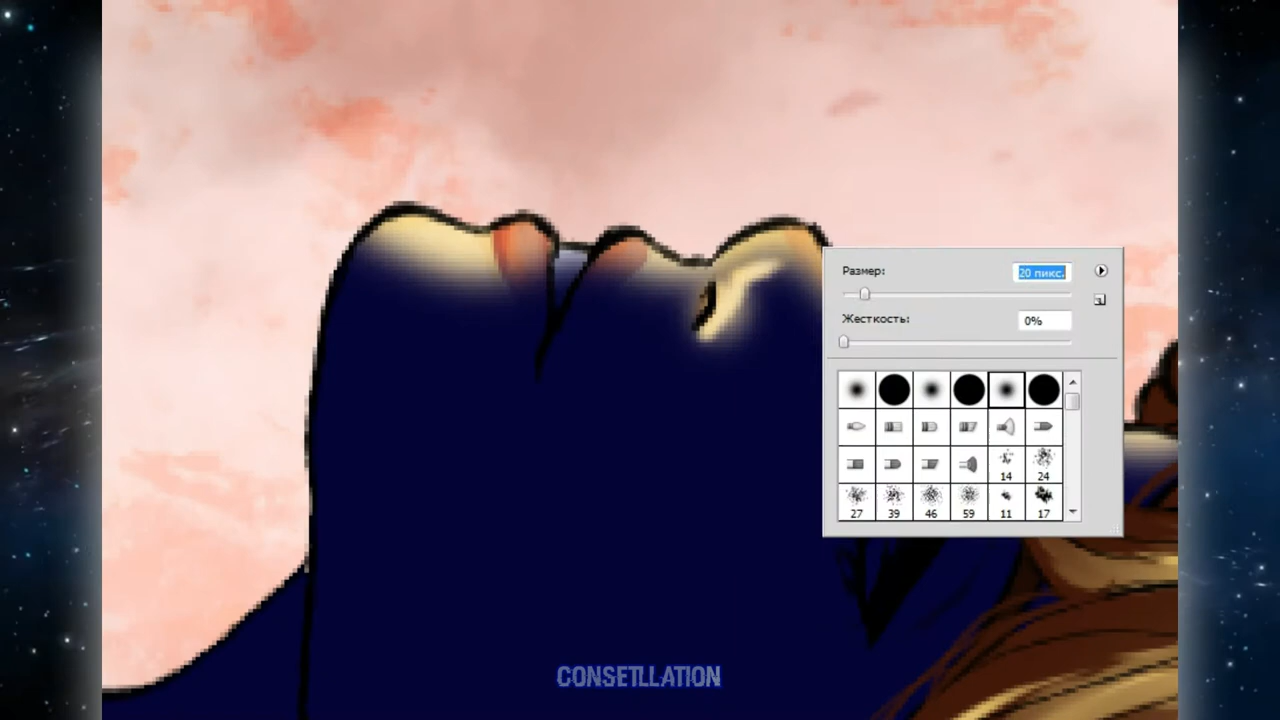 Размер:
20 пикс.
Жесткость:
0%
14
24
27
39
46
59
11
17
CONSETLLATION